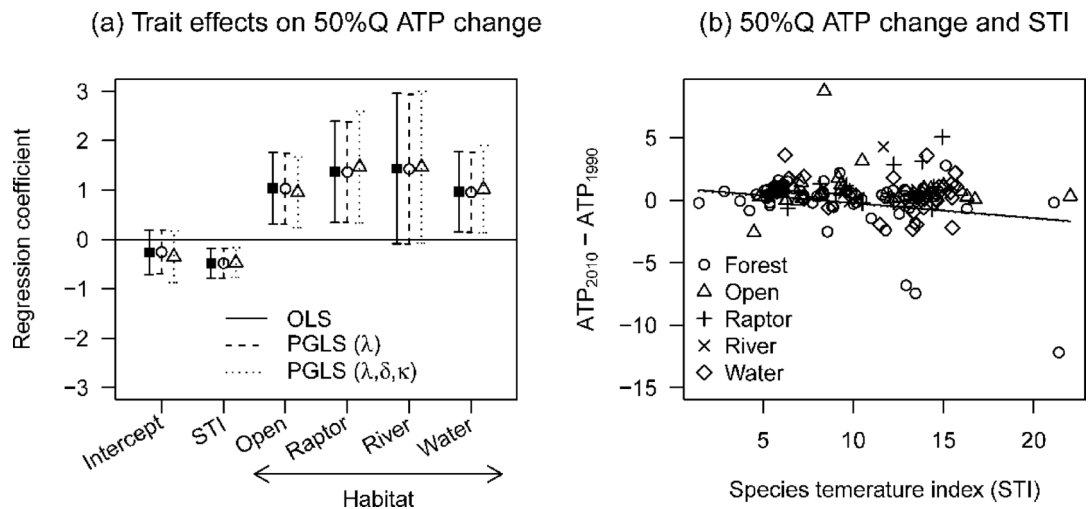 (a) Trait effects on 50%Q ATP change
Regression coefficient
3
2
1
0
−1
−2
−3
OLS
PGLS (λ)
PGLS (λ,δ,κ)
Intercept
STI
Open
Raptor
River
Water
Habitat
(b) 50%Q ATP change and STI
ATP2010 − ATP1990
5
0
−5
−10
−15
Forest
Open
Raptor
River
Water
5 10 15 20
Species temerature index (STI)